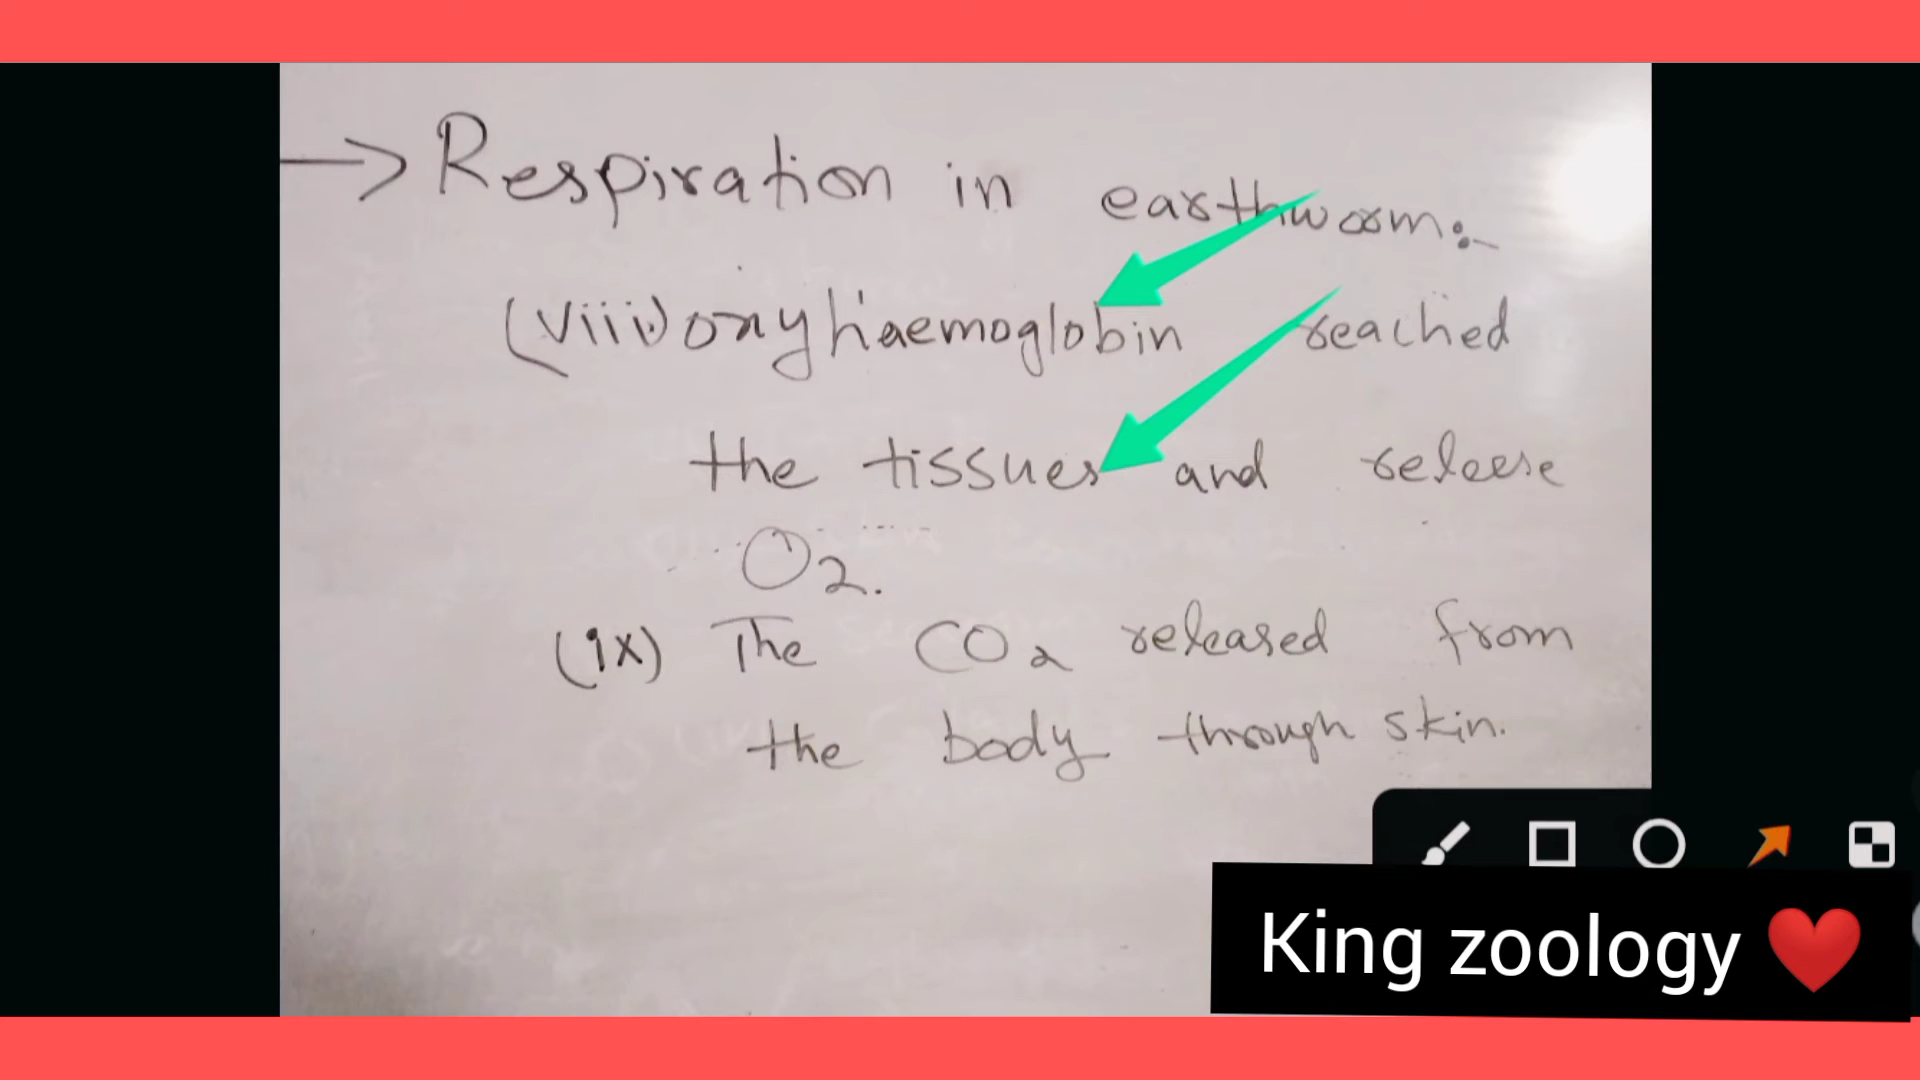 → Respiration in earthworm:-
(viii) oxyhaemoglobin reached
the tissues and releese
O2.
(ix) The CO2 released from
the body through skin.
King zoology ❤️